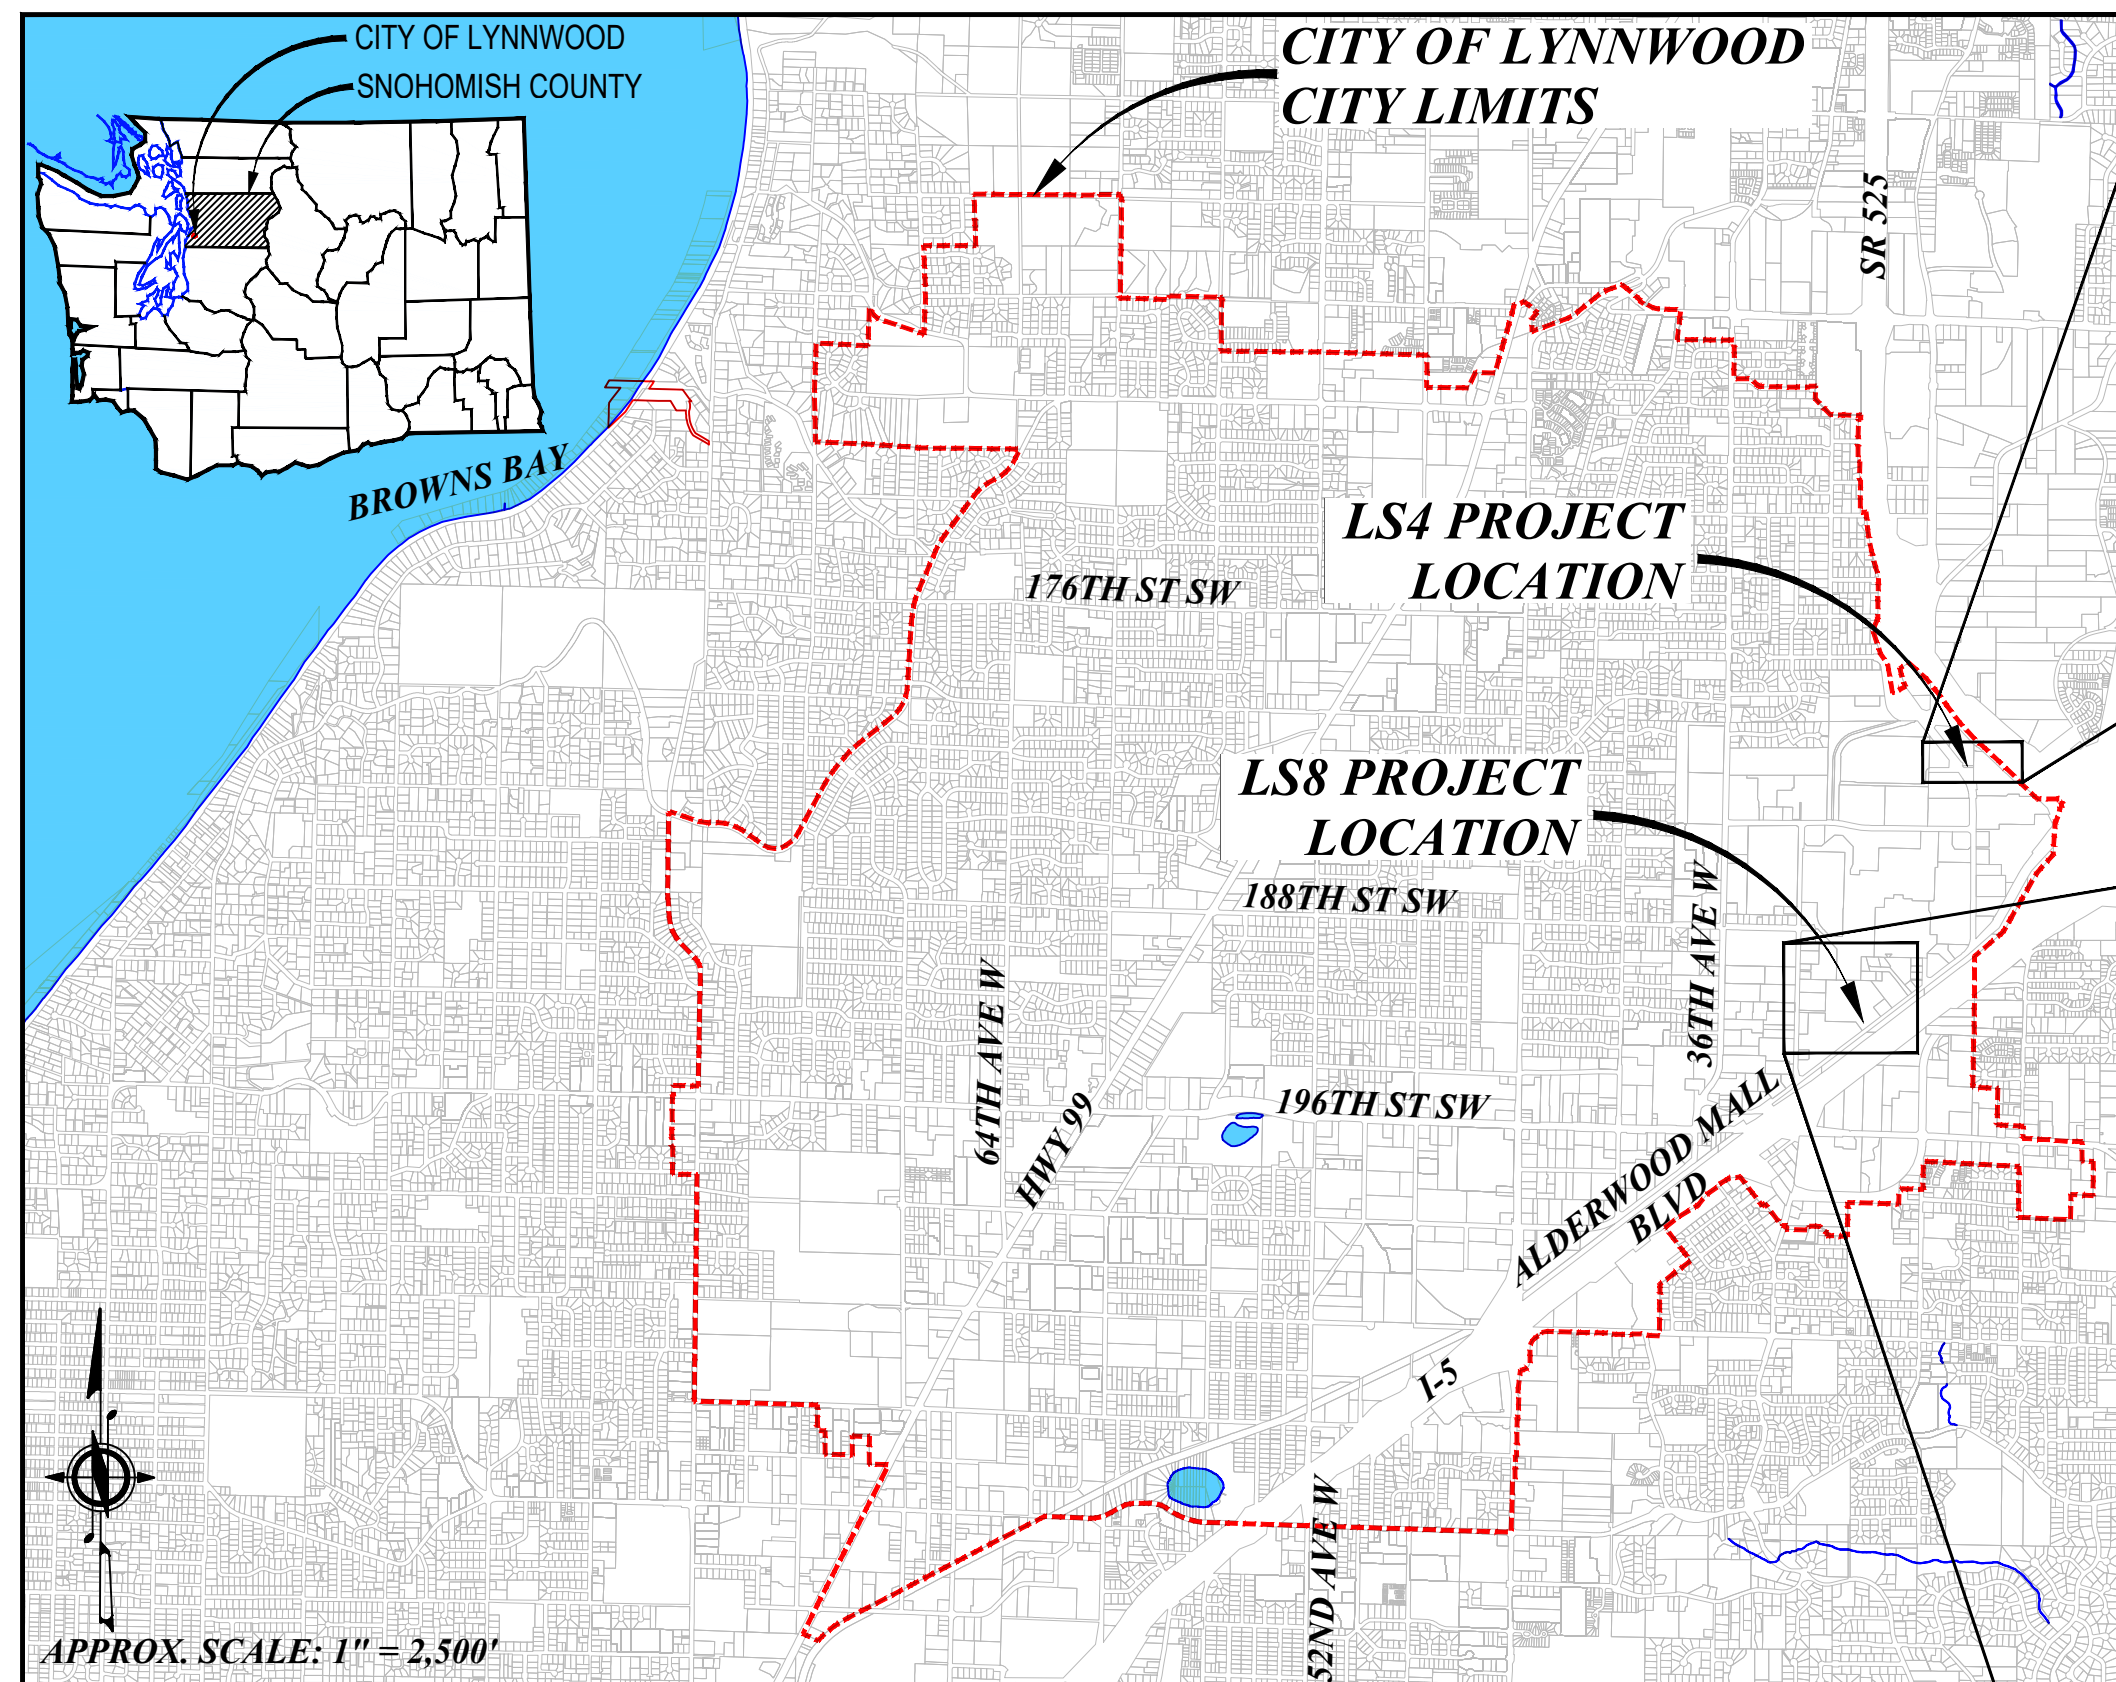 CITY OF LYNNWOOD
SNOHOMISH COUNTY
CITY OF LYNNWOOD
CITY LIMITS
SR 525
BROWNS BAY
LS4 PROJECT
LOCATION
176TH ST SW
LS8 PROJECT
LOCATION
188TH ST SW
36TH AVE W
64TH AVE W
HWY 99
196TH ST SW
ALDERWOOD MALL
BLVD
I-5
52ND AVE W
APPROX. SCALE: 1" = 2,500'